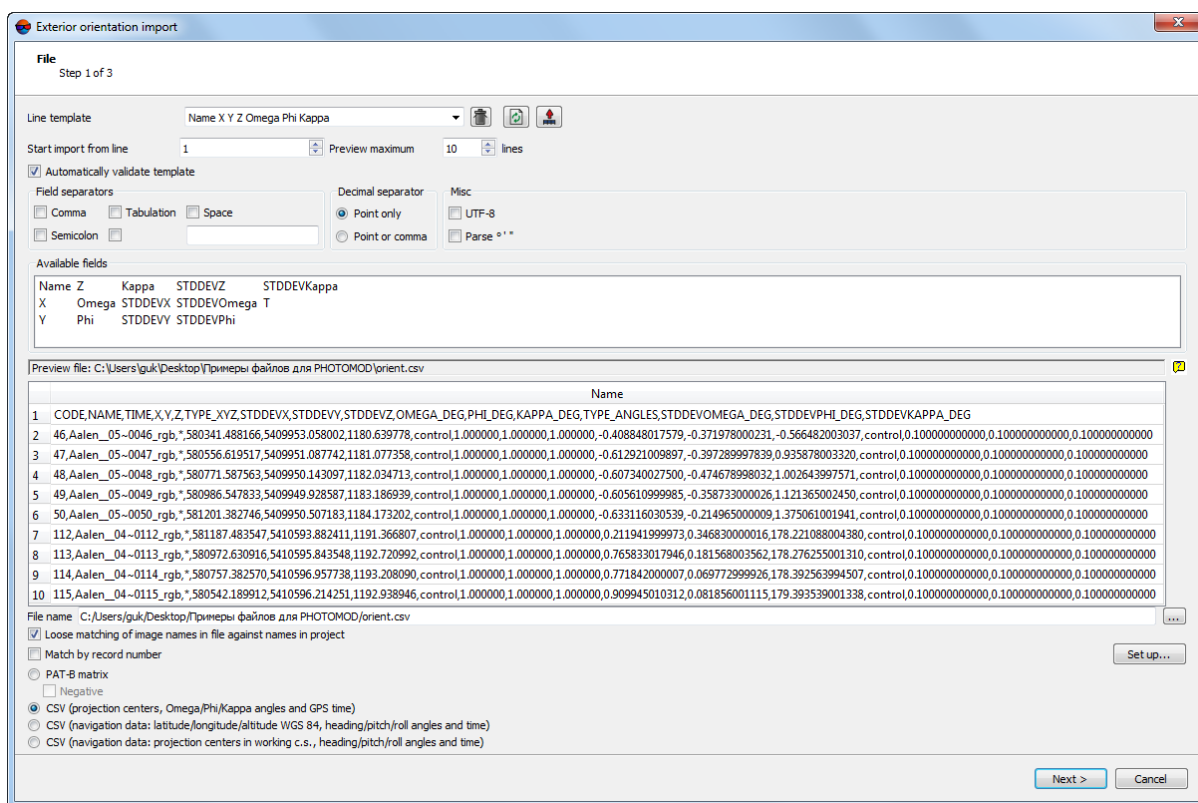 Exterior orientation import
File
Step 1 of 3
Line template Name X Y Z Omega Phi Kappa
Start import from line 1 Preview maximum 10 lines
Automatically validate template
Field separators Decimal separator Misc
Comma Tabulation Space Point only UTF-8
Semicolon Point or comma Parse ° ' "
Available fields
Name Z Kappa STDDEVZ STDDEVKappa
X Omega STDDEVX STDDEVOmega T
Y Phi STDDEVY STDDEVPhi
Preview file: C:\Users\guk\Desktop\Примеры файлов для PHOTOMOD\orient.csv
Name
1 CODE,NAME,TIME,X,Y,Z,TYPE_XYZ,STDDEVX,STDDEVY,STDDEVZ,OMEGA_DEG,PHI_DEG,KAPPA_DEG,TYPE_ANGLES,STDDEVOMEGA_DEG,STDDEVPHI_DEG,STDDEVKAPPA_DEG
2 46,Aalen__05~0046_rgb,*,580341.488166,5409953.058002,1180.639778,control,1.000000,1.000000,1.000000,-0.408848017579,-0.371978000231,-0.566482003037,control,0.100000000000,0.100000000000,0.100000000000
3 47,Aalen__05~0047_rgb,*,580556.619517,5409951.087742,1181.077358,control,1.000000,1.000000,1.000000,-0.612921009897,-0.397289997839,0.935878003320,control,0.100000000000,0.100000000000,0.100000000000
4 48,Aalen__05~0048_rgb,*,580771.587563,5409950.143097,1182.034713,control,1.000000,1.000000,1.000000,-0.607340027500,-0.474678998032,1.002643997571,control,0.100000000000,0.100000000000,0.100000000000
5 49,Aalen__05~0049_rgb,*,580986.547833,5409949.928587,1183.186939,control,1.000000,1.000000,1.000000,-0.605610999985,-0.358733000026,1.121365002450,control,0.100000000000,0.100000000000,0.100000000000
6 50,Aalen__05~0050_rgb,*,581201.382746,5409950.507183,1184.173202,control,1.000000,1.000000,1.000000,-0.633116030539,-0.214965000009,1.375061001941,control,0.100000000000,0.100000000000,0.100000000000
7 112,Aalen__04~0112_rgb,*,581187.483547,5410593.882411,1191.366807,control,1.000000,1.000000,1.000000,0.211941999973,0.346830000016,178.221088004380,control,0.100000000000,0.100000000000,0.100000000000
8 113,Aalen__04~0113_rgb,*,580972.630916,5410595.843548,1192.720992,control,1.000000,1.000000,1.000000,0.765833017946,0.181568003562,178.276255001310,control,0.100000000000,0.100000000000,0.100000000000
9 114,Aalen__04~0114_rgb,*,580757.382570,5410596.957738,1193.208090,control,1.000000,1.000000,1.000000,0.771842000007,0.069772999926,178.392563994507,control,0.100000000000,0.100000000000,0.100000000000
10 115,Aalen__04~0115_rgb,*,580542.189912,5410596.214251,1192.938946,control,1.000000,1.000000,1.000000,0.909945010312,0.081856001115,179.393539001338,control,0.100000000000,0.100000000000,0.100000000000
File name C:/Users/guk/Desktop/Примеры файлов для PHOTOMOD/orient.csv ...
Loose matching of image names in file against names in project
Match by record number Set up...
PAT-B matrix
Negative
CSV (projection centers, Omega/Phi/Kappa angles and GPS time)
CSV (navigation data: latitude/longitude/altitude WGS 84, heading/pitch/roll angles and time)
CSV (navigation data: projection centers in working c.s., heading/pitch/roll angles and time)
Next > Cancel